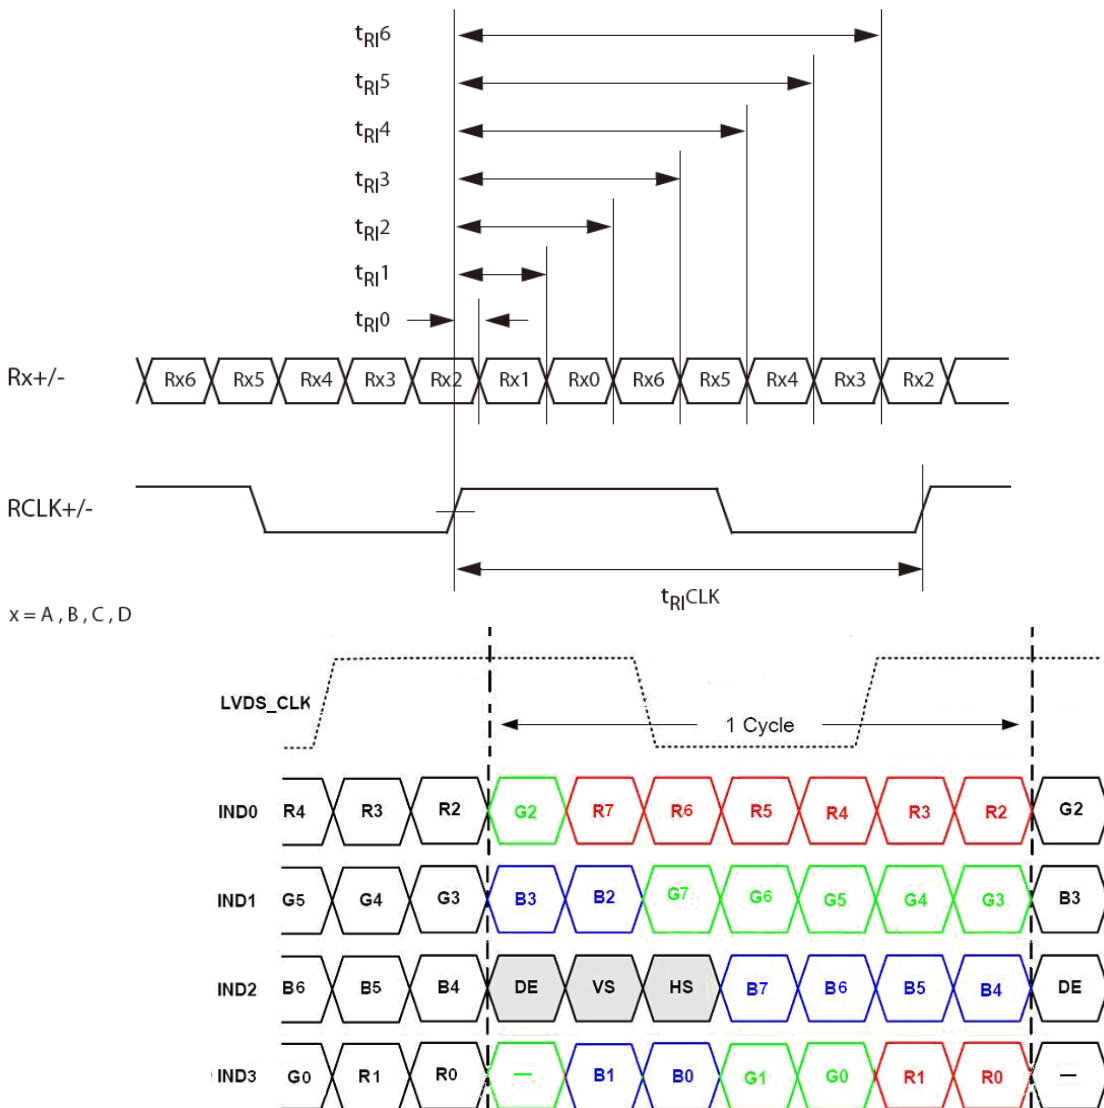 tRI6
tRI5
tRI4
tRI3
tRI2
tRI1
tRI0
Rx+/- Rx6 Rx5 Rx4 Rx3 Rx2 Rx1 Rx0 Rx6 Rx5 Rx4 Rx3 Rx2
RCLK+/-
tRICLK
x = A , B , C , D
LVDS_CLK 1 Cycle
IND0 R4 R3 R2 G2 R7 R6 R5 R4 R3 R2 G2
IND1 G5 G4 G3 B3 B2 G7 G6 G5 G4 G3 B3
IND2 B6 B5 B4 DE VS HS B7 B6 B5 B4 DE
IND3 G0 R1 R0 — B1 B0 G1 G0 R1 R0 —